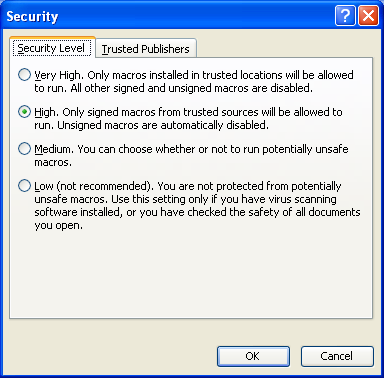 Security
Security Level Trusted Publishers
Very High. Only macros installed in trusted locations will be allowed
to run. All other signed and unsigned macros are disabled.
High. Only signed macros from trusted sources will be allowed to
run. Unsigned macros are automatically disabled.
Medium. You can choose whether or not to run potentially unsafe
macros.
Low (not recommended). You are not protected from potentially
unsafe macros. Use this setting only if you have virus scanning
software installed, or you have checked the safety of all documents
you open.
OK Cancel